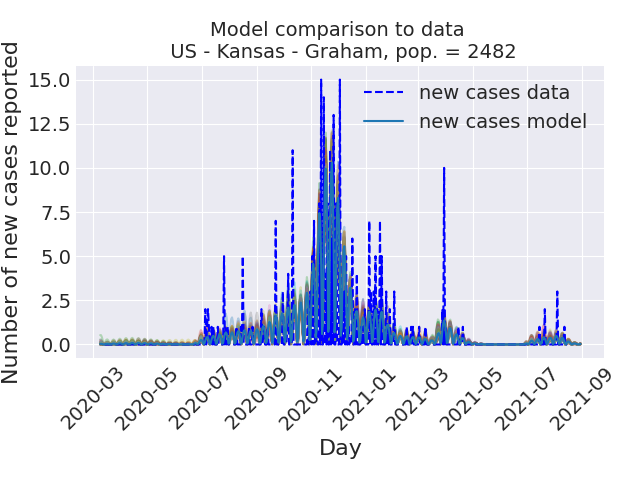 Model comparison to data
US - Kansas - Graham, pop. = 2482
Number of new cases reported
15.0
12.5
10.0
7.5
5.0
2.5
0.0
new cases data
new cases model
2020-03
2020-05
2020-07
2020-09
2020-11
2021-01
2021-03
2021-05
2021-07
2021-09
Day